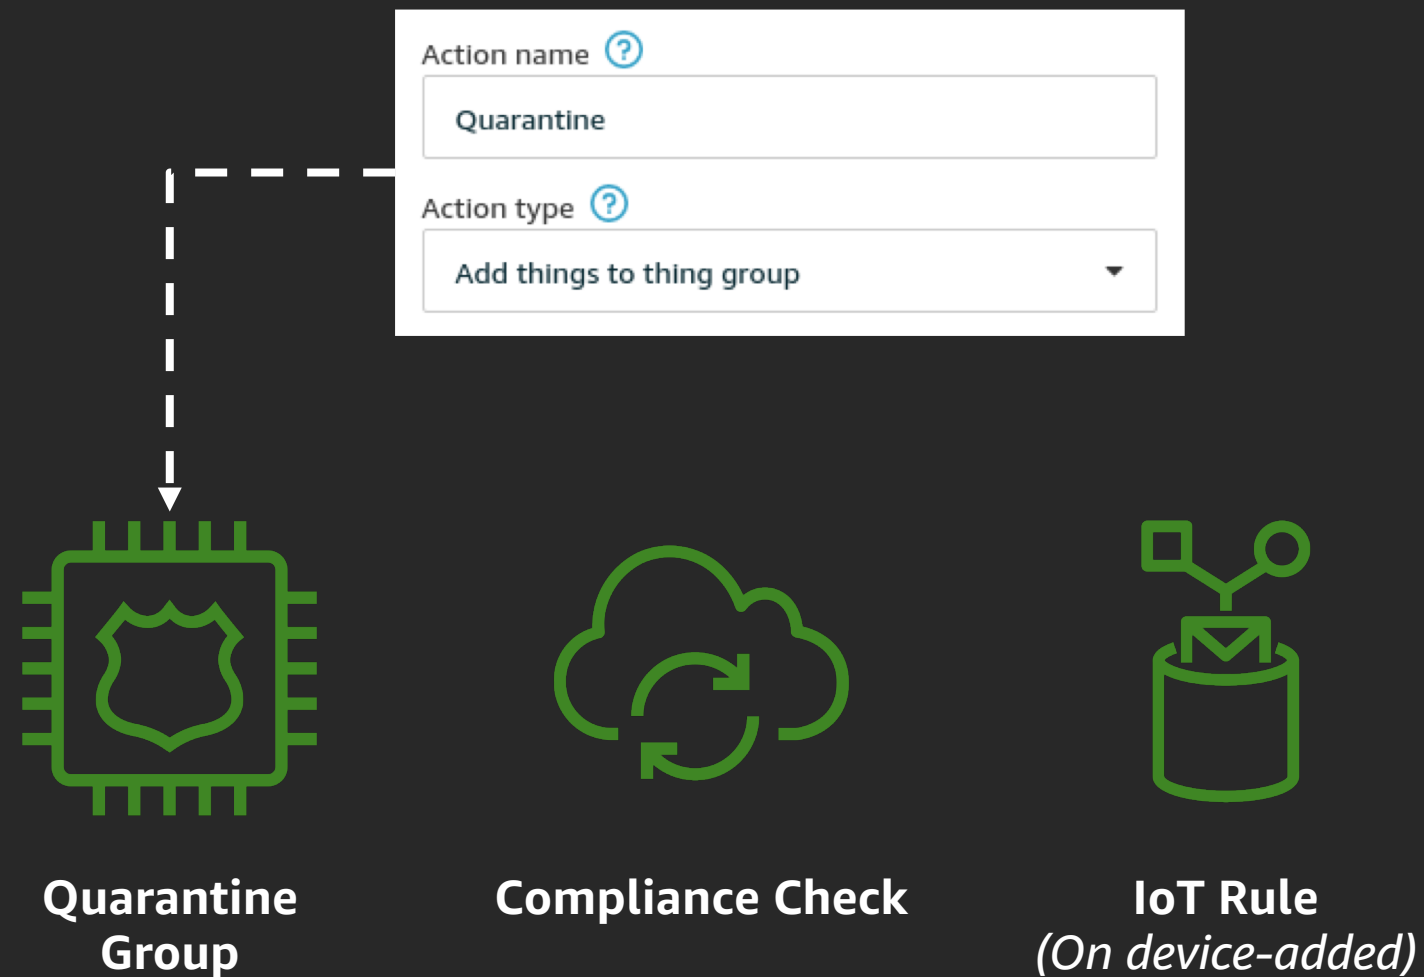 Action name ?
Quarantine
Action type ?
Add things to thing group
Quarantine
Group
Compliance Check
IoT Rule
(On device-added)